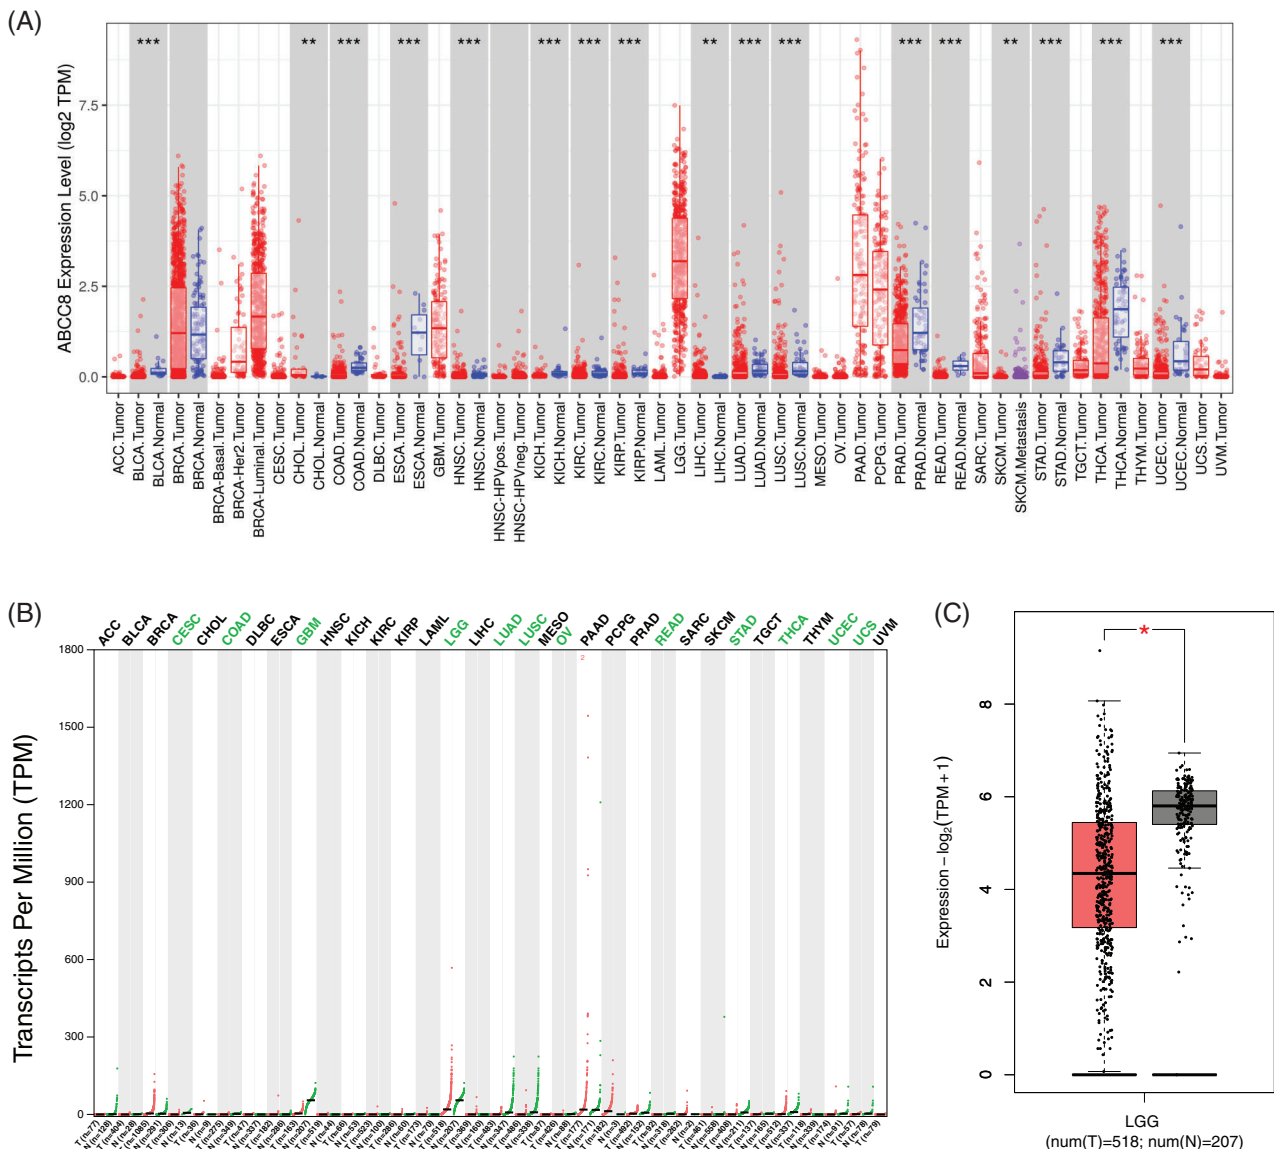 (A)
ABCC8 Expression Level (log2 TPM)
*** ** *** *** *** *** *** *** ** *** *** *** *** ** *** *** ***
7.5
5.0
2.5
0.0
ACC.Tumor
BLCA.Tumor
BLCA.Normal
BRCA.Tumor
BRCA.Normal
BRCA-Basal.Tumor
BRCA-Her2.Tumor
BRCA-Luminal.Tumor
CESC.Tumor
CHOL.Tumor
CHOL.Normal
COAD.Tumor
COAD.Normal
DLBC.Tumor
ESCA.Tumor
ESCA.Normal
GBM.Tumor
HNSC.Tumor
HNSC.Normal
HNSC-HPVpos.Tumor
HNSC-HPVneg.Tumor
KICH.Tumor
KICH.Normal
KIRC.Tumor
KIRC.Normal
KIRP.Tumor
KIRP.Normal
LAML.Tumor
LGG.Tumor
LIHC.Tumor
LIHC.Normal
LUAD.Tumor
LUAD.Normal
LUSC.Tumor
LUSC.Normal
MESO.Tumor
OV.Tumor
PAAD.Tumor
PCPG.Tumor
PRAD.Tumor
PRAD.Normal
READ.Tumor
READ.Normal
SARC.Tumor
SKCM.Tumor
SKCM.Metastasis
STAD.Tumor
STAD.Normal
TGCT.Tumor
THCA.Tumor
THCA.Normal
THYM.Tumor
UCEC.Tumor
UCEC.Normal
UCS.Tumor
UVM.Tumor
(B)
ACC
BLCA
BRCA
CESC
CHOL
COAD
DLBC
ESCA
GBM
HNSC
KICH
KIRC
KIRP
LAML
LGG
LIHC
LUAD
LUSC
MESO
OV
PAAD
PCPG
PRAD
READ
SARC
SKCM
STAD
TGCT
THCA
THYM
UCEC
UCS
UVM
Transcripts Per Million (TPM)
1800
1500
1200
900
600
300
0
2
T (n=77)
N (n=128)
T (n=404)
N (n=28)
T (n=1085)
N (n=291)
(C)
*
Expression − log₂(TPM + 1)
8
6
4
2
0
LGG
(num(T)=518; num(N)=207)